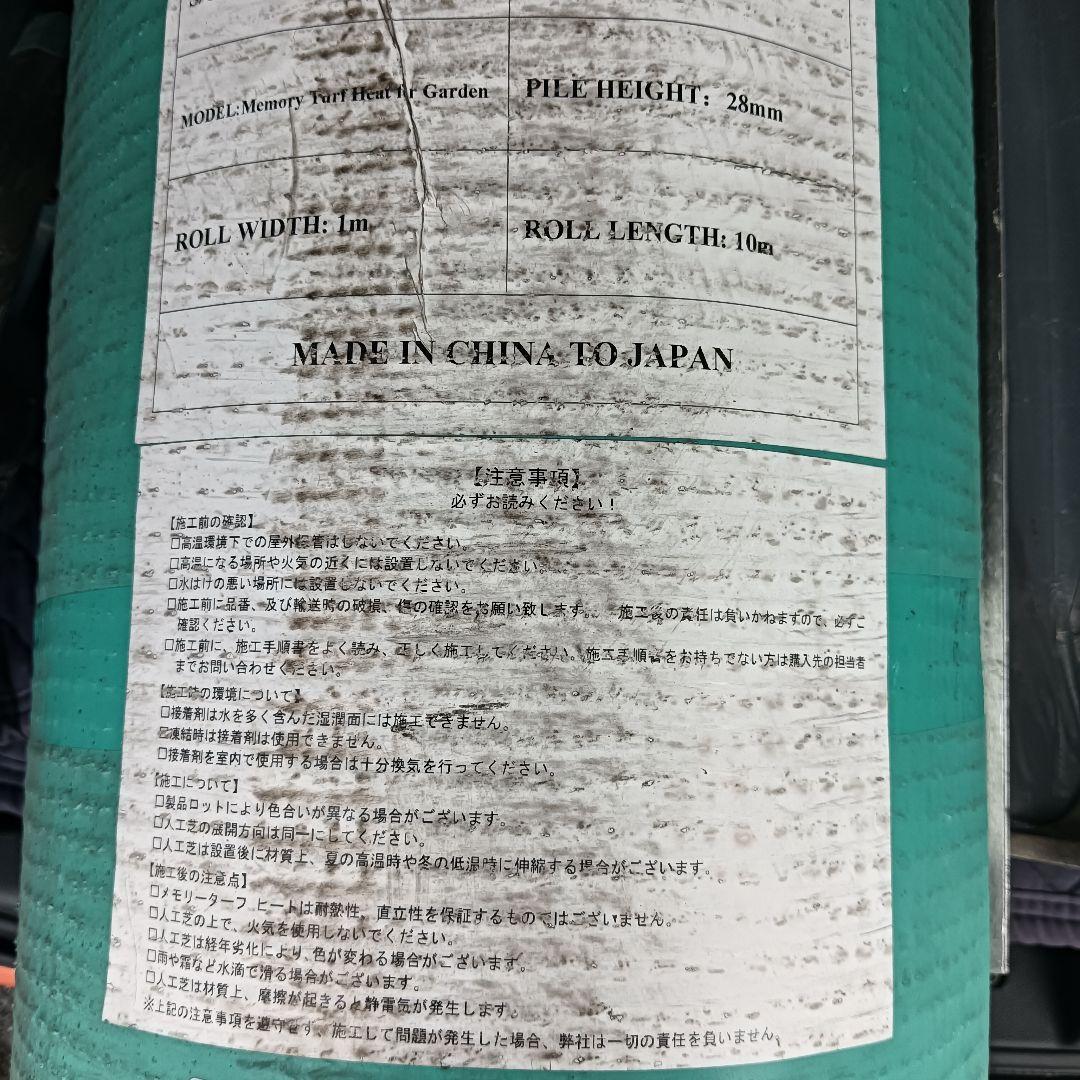 MODEL:Memory Turf Heat fr Garden
PILE HEIGHT: 28mm
ROLL WIDTH: 1m
ROLL LENGTH: 10m
MADE IN CHINA TO JAPAN
【注意事項】
必ずお読みください！
【施工前の確認】
□高温環境下での屋外保管はしないでください。
□高温になる場所や火気の近くには設置しないでください。
□水はけの悪い場所には設置しないでください。
□施工前に品番、及び輸送時の破損、傷の確認をお願い致します。 施工後の責任は負いかねますので、必ずご
確認ください。
□施工前に、施工手順書をよく読み、正しく施工してください。施工手順書をお持ちでない方は購入先の担当者
までお問い合わせください。
【施工時の環境について】
□接着剤は水を多く含んだ湿潤面には施工できません。
□凍結時は接着剤は使用できません。
□接着剤を室内で使用する場合は十分換気を行ってください。
【施工について】
□製品ロットにより色合いが異なる場合がございます。
□人工芝の展開方向は同一にしてください。
□人工芝は設置後に材質上、夏の高温時や冬の低温時に伸縮する場合がございます。
【施工後の注意点】
□メモリーターフ ヒートは耐熱性、直立性を保証するものではございません。
□人工芝の上で、火気を使用しないでください。
□人工芝は経年劣化により、色が変わる場合がございます。
□雨や霜など水滴で滑る場合がございます。
□人工芝は材質上、摩擦が起きると静電気が発生します。
※上記の注意事項を遵守せず、施工して問題が発生した場合、弊社は一切の責任を負いません。